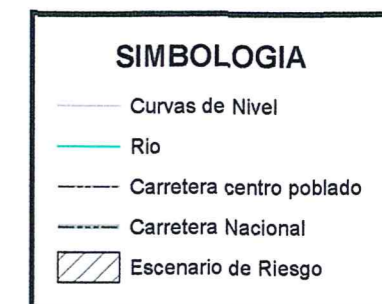 SIMBOLOGIA
Curvas de Nivel
Rio
Carretera centro poblado
Carretera Nacional
Escenario de Riesgo